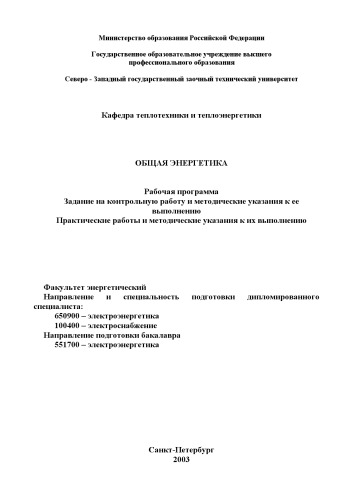 Министерство образования Российской Федерации
Государственное образовательное учреждение высшего
профессионального образования
Северо - Западный государственный заочный технический университет
Кафедра теплотехники и теплоэнергетики
ОБЩАЯ ЭНЕРГЕТИКА
Рабочая программа
Задание на контрольную работу и методические указания к ее
выполнению
Практические работы и методические указания к их выполнению
Факультет энергетический
Направление и специальность подготовки дипломированного
специалиста:
650900 – электроэнергетика
100400 – электроснабжение
Направление подготовки бакалавра
551700 – электроэнергетика
Санкт-Петербург
2003